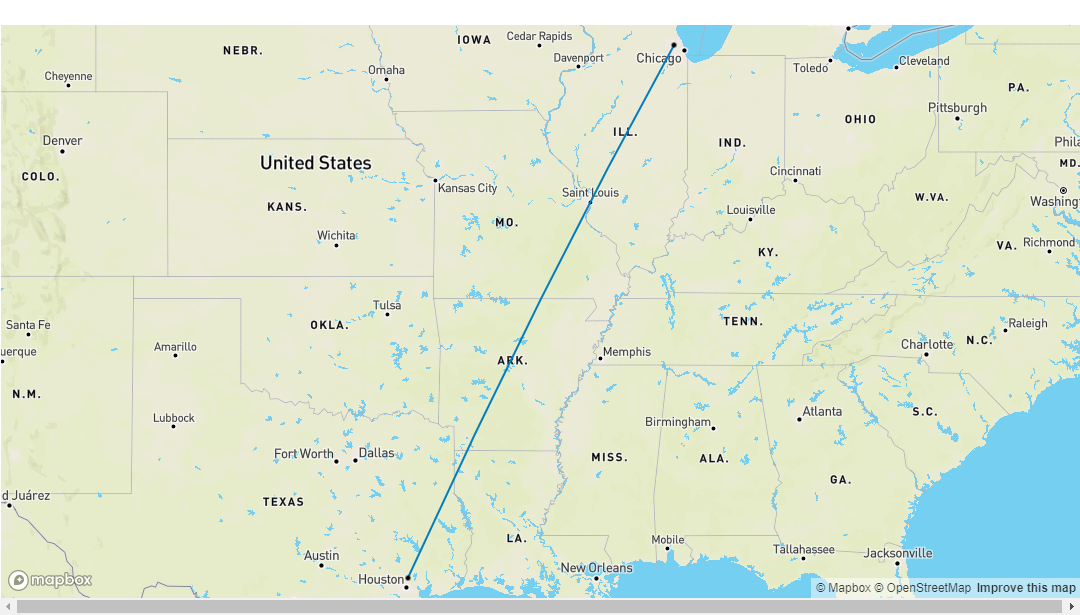 IOWA
Cedar Rapids
NEBR.
Davenport
Chicago
Toledo
Cleveland
Cheyenne
Omaha
PA.
Pittsburgh
OHIO
Denver
ILL.
IND.
Phila
United States
MD.
COLO.
Kansas City
Saint Louis
Cincinnati
W.VA.
Washingt
KANS.
MO.
Louisville
Wichita
KY.
VA.
Richmond
Santa Fe
OKLA.
Tulsa
TENN.
Raleigh
uerque
Amarillo
ARK.
Memphis
Charlotte
N.C.
N.M.
Lubbock
Birmingham
Atlanta
S.C.
Fort Worth
Dallas
MISS.
ALA.
GA.
d Juárez
TEXAS
LA.
Austin
Mobile
Tallahassee
Jacksonville
mapbox
Houston
New Orleans
© Mapbox © OpenStreetMap Improve this map